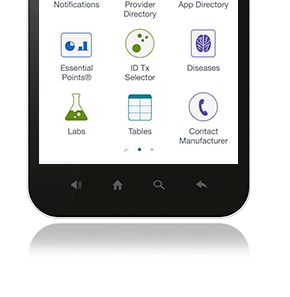 Notifications
Provider
Directory
App Directory
Essential
Points®
ID Tx
Selector
Diseases
Labs
Tables
Contact
Manufacturer